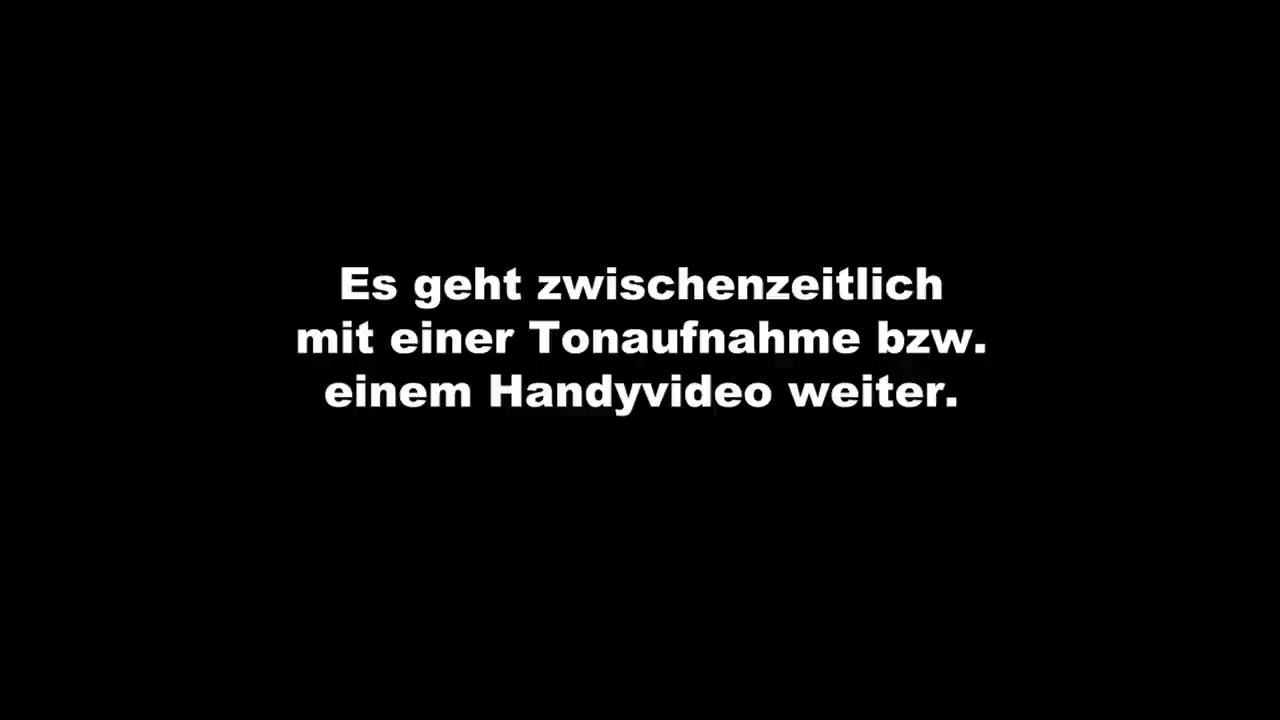 Es geht zwischenzeitlich
mit einer Tonaufnahme bzw.
einem Handyvideo weiter.